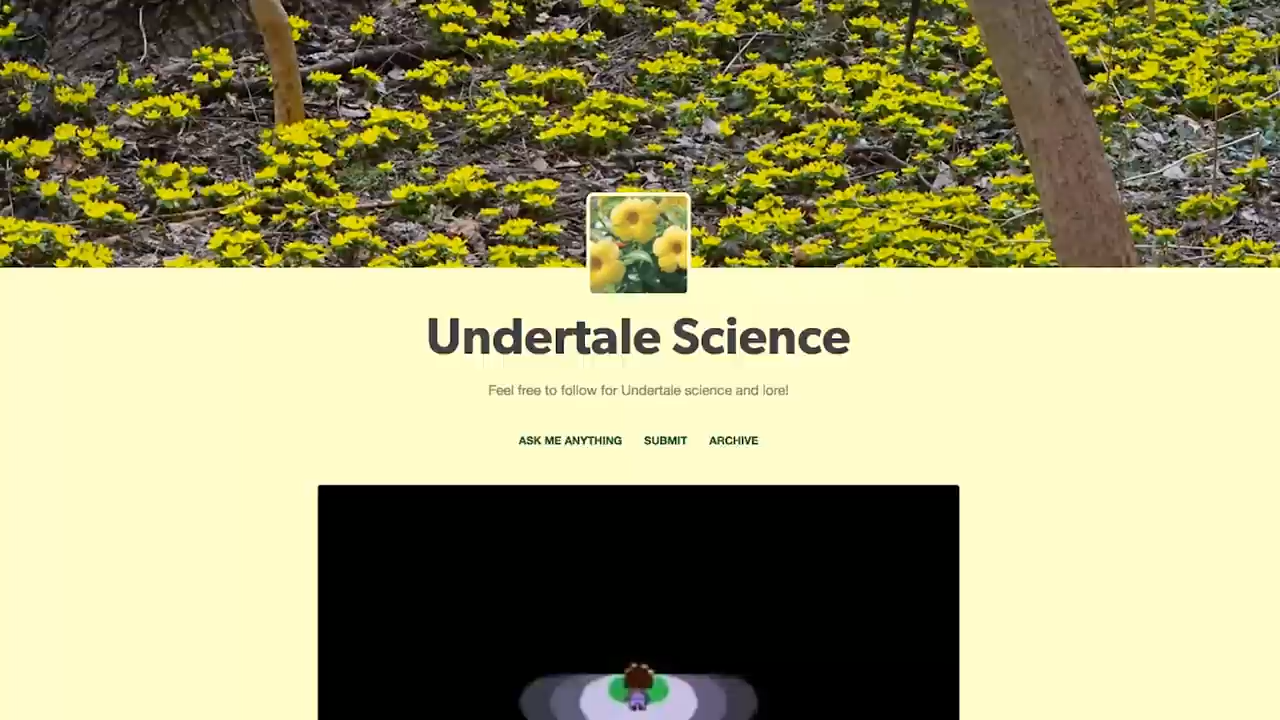 Undertale Science
Feel free to follow for Undertale science and lore!
ASK ME ANYTHING SUBMIT ARCHIVE